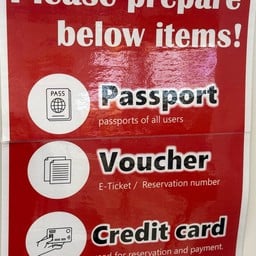 Please prepare
below items!
PASS
Passport
passports of all users
Voucher
E-Ticket / Reservation number
Credit card
card for reservation and payment.